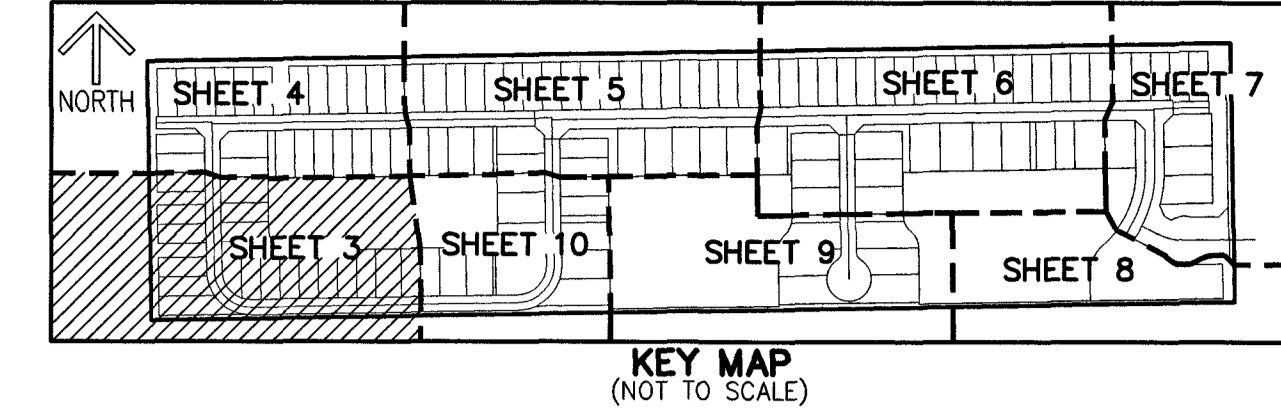 NORTH
SHEET 4
SHEET 5
SHEET 6
SHEET 7
SHEET 3
SHEET 10
SHEET 9
SHEET 8
KEY MAP
(NOT TO SCALE)